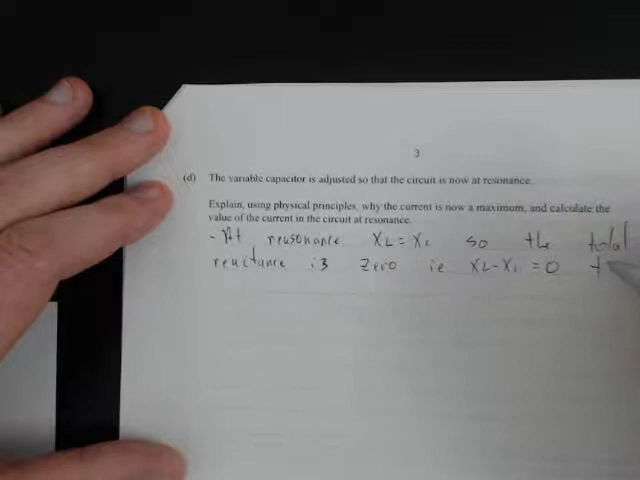 3
(d) The variable capacitor is adjusted so that the circuit is now at resonance.
Explain, using physical principles, why the current is now a maximum, and calculate the
value of the current in the circuit at resonance.
- At reusonance XL = Xc so the total
reuitance is zero ie XL - Xc = 0